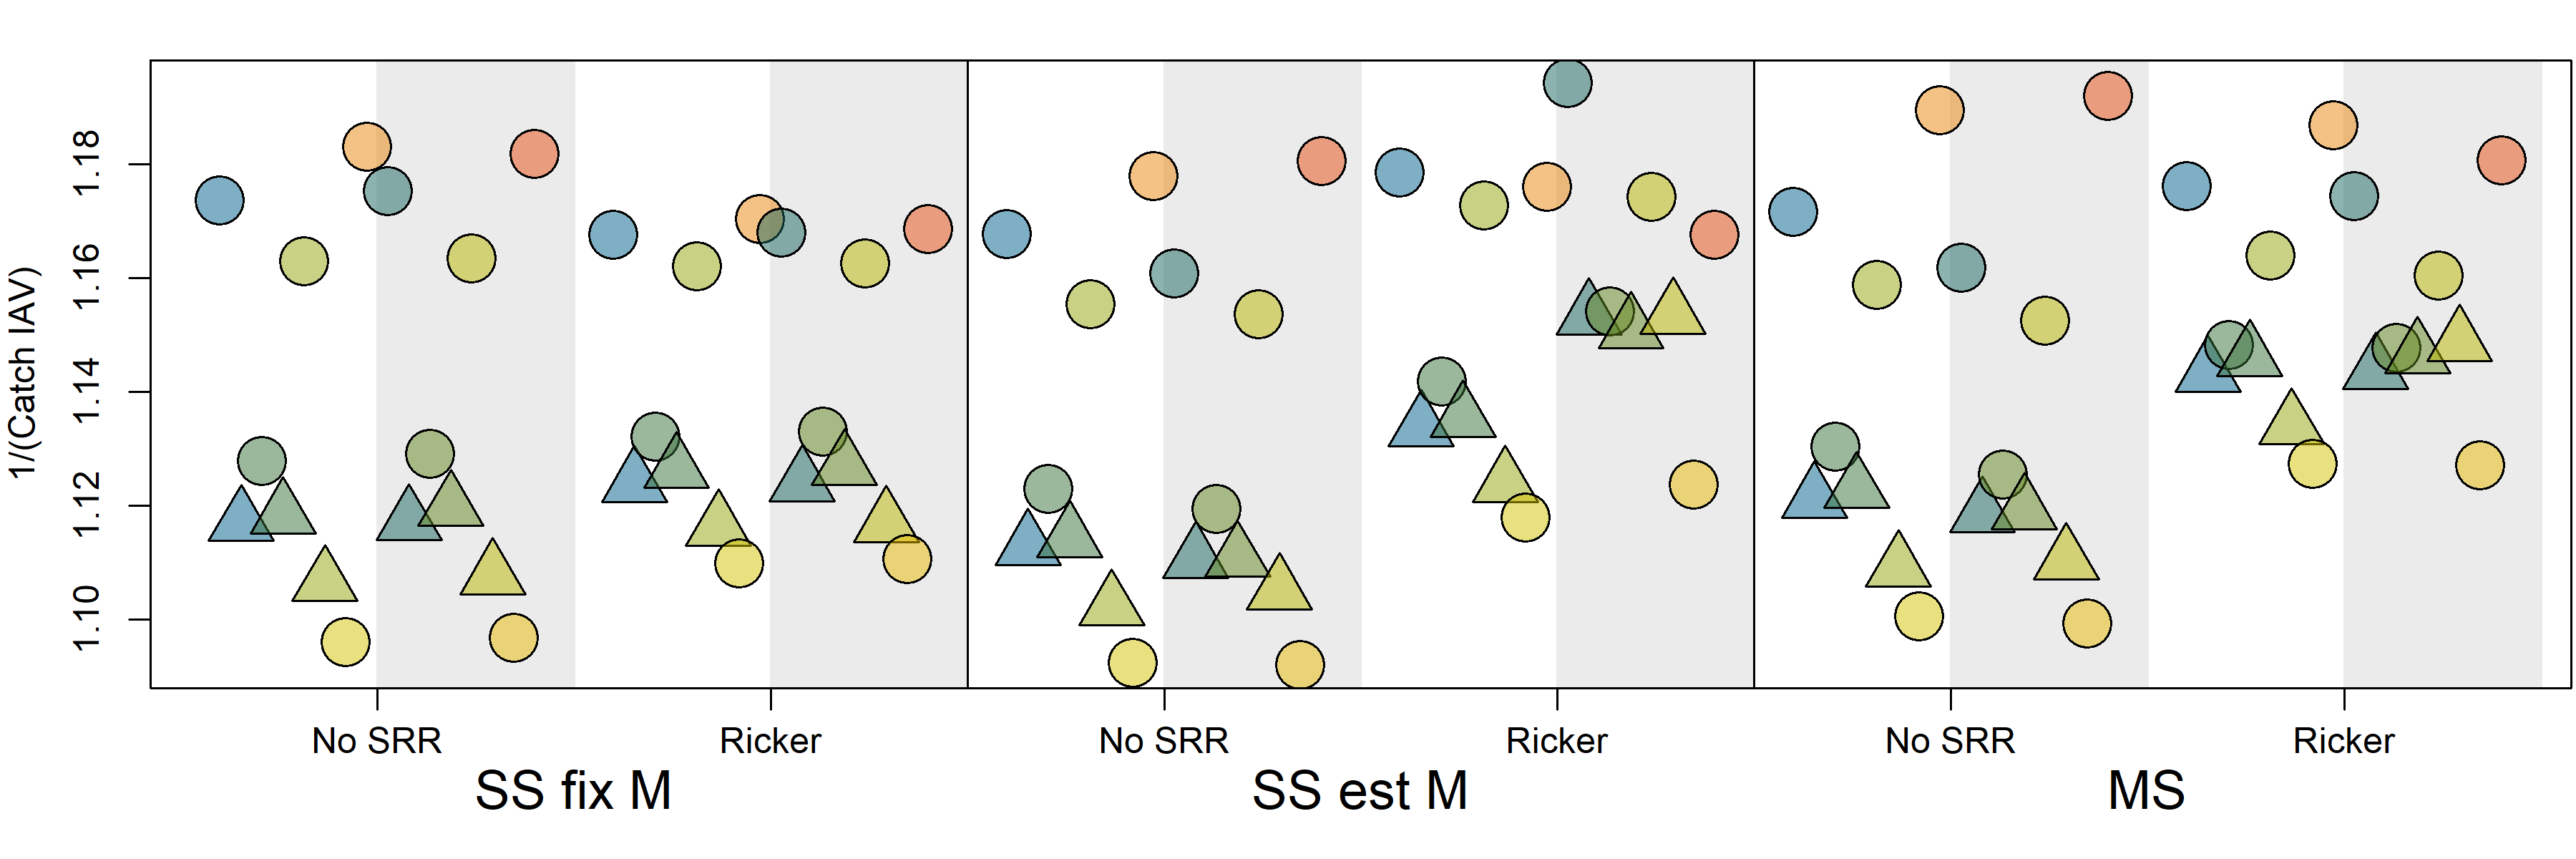 1/(Catch IAV)
1.18
1.16
1.14
1.12
1.10
No SRR Ricker No SRR Ricker No SRR Ricker
SS fix M SS est M MS